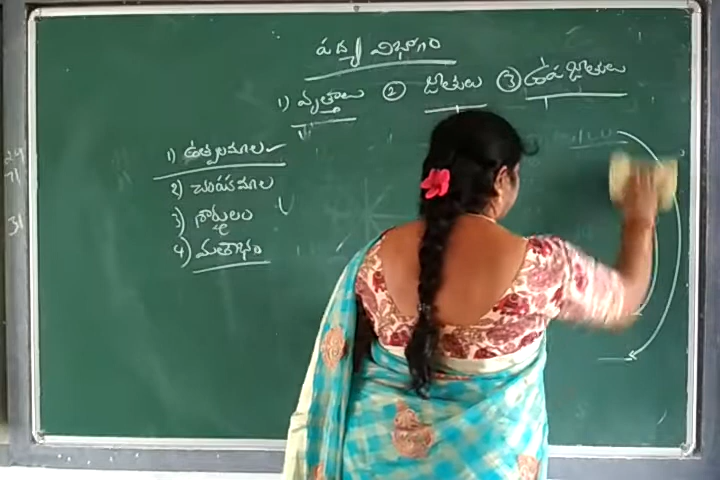 పద్య విభాగం
1) వృత్తాలు ② జాతులు ③ ఉపజాతులు
1) ఉత్పలమాల
2) చంపకమాల
3) శార్దులం
4) మత్తేభం